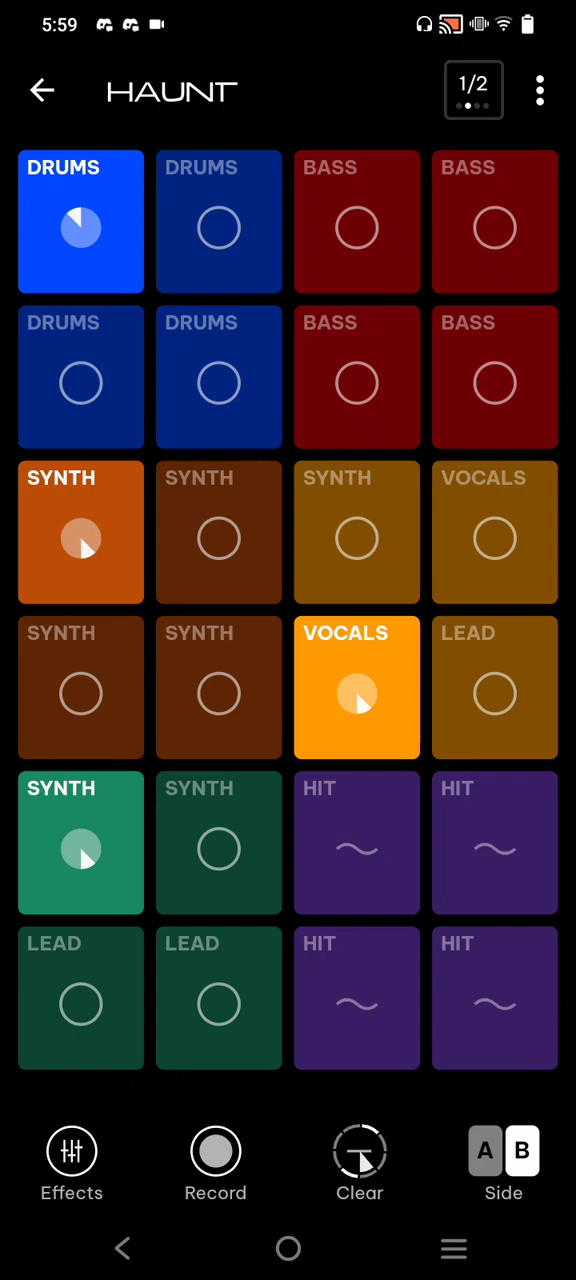 5:59
HAUNT
1/2
DRUMS DRUMS BASS BASS
DRUMS DRUMS BASS BASS
SYNTH SYNTH SYNTH VOCALS
SYNTH SYNTH VOCALS LEAD
SYNTH SYNTH HIT HIT
LEAD LEAD HIT HIT
A B
Effects Record Clear Side